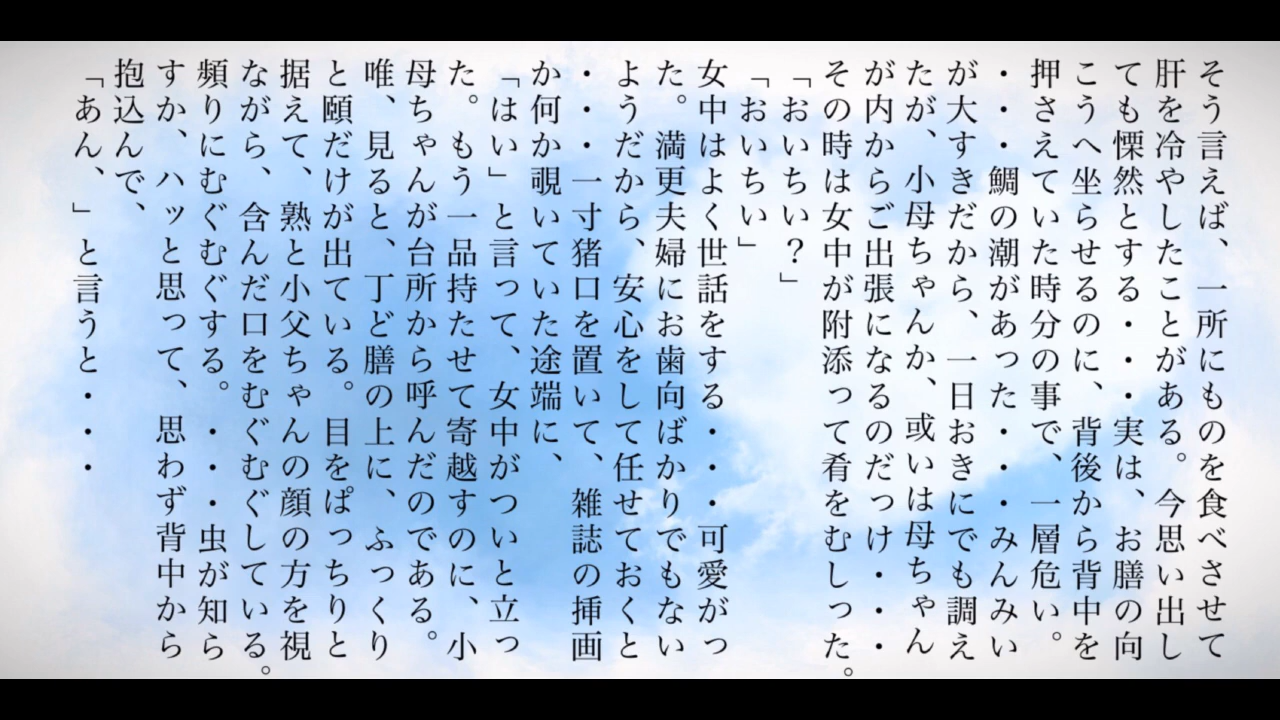 そう言えば、一所にものを食べさせて
肝を冷やしたことがある。今思い出し
ても慄然とする・・・実は、お膳の向
こうへ坐らせるのに、背後から背中を
押さえていた時分の事で、一層危い。
・・・鯛の潮があった・・・みんみい
が大すきだから、一日おきにでも調え
たが、小母ちゃんか、或いは母ちゃん
が内からご出張になるのだっけ・・・
その時は女中が附添って肴をむしった。
「おいちい？」
「おいちい」
女中はよく世話をする・・・可愛がっ
た。満更夫婦にお歯向ばかりでもない
ようだから、安心をして任せておくと
・・・一寸猪口を置いて、雑誌の挿画
か何か覗いていた途端に、
「はい」と言って、女中がついと立っ
た。もう一品持たせて寄越すのに、小
母ちゃんが台所から呼んだのである。
唯、見ると、丁ど膳の上に、ふっくり
と頤だけが出ている。目をぱっちりと
据えて、熟と小父ちゃんの顔の方を視
ながら、含んだ口をむぐむぐしている。
頻りにむぐむぐする。・・・虫が知ら
すか、ハッと思って、思わず背中から
抱込んで、
「あん、」と言うと・・・